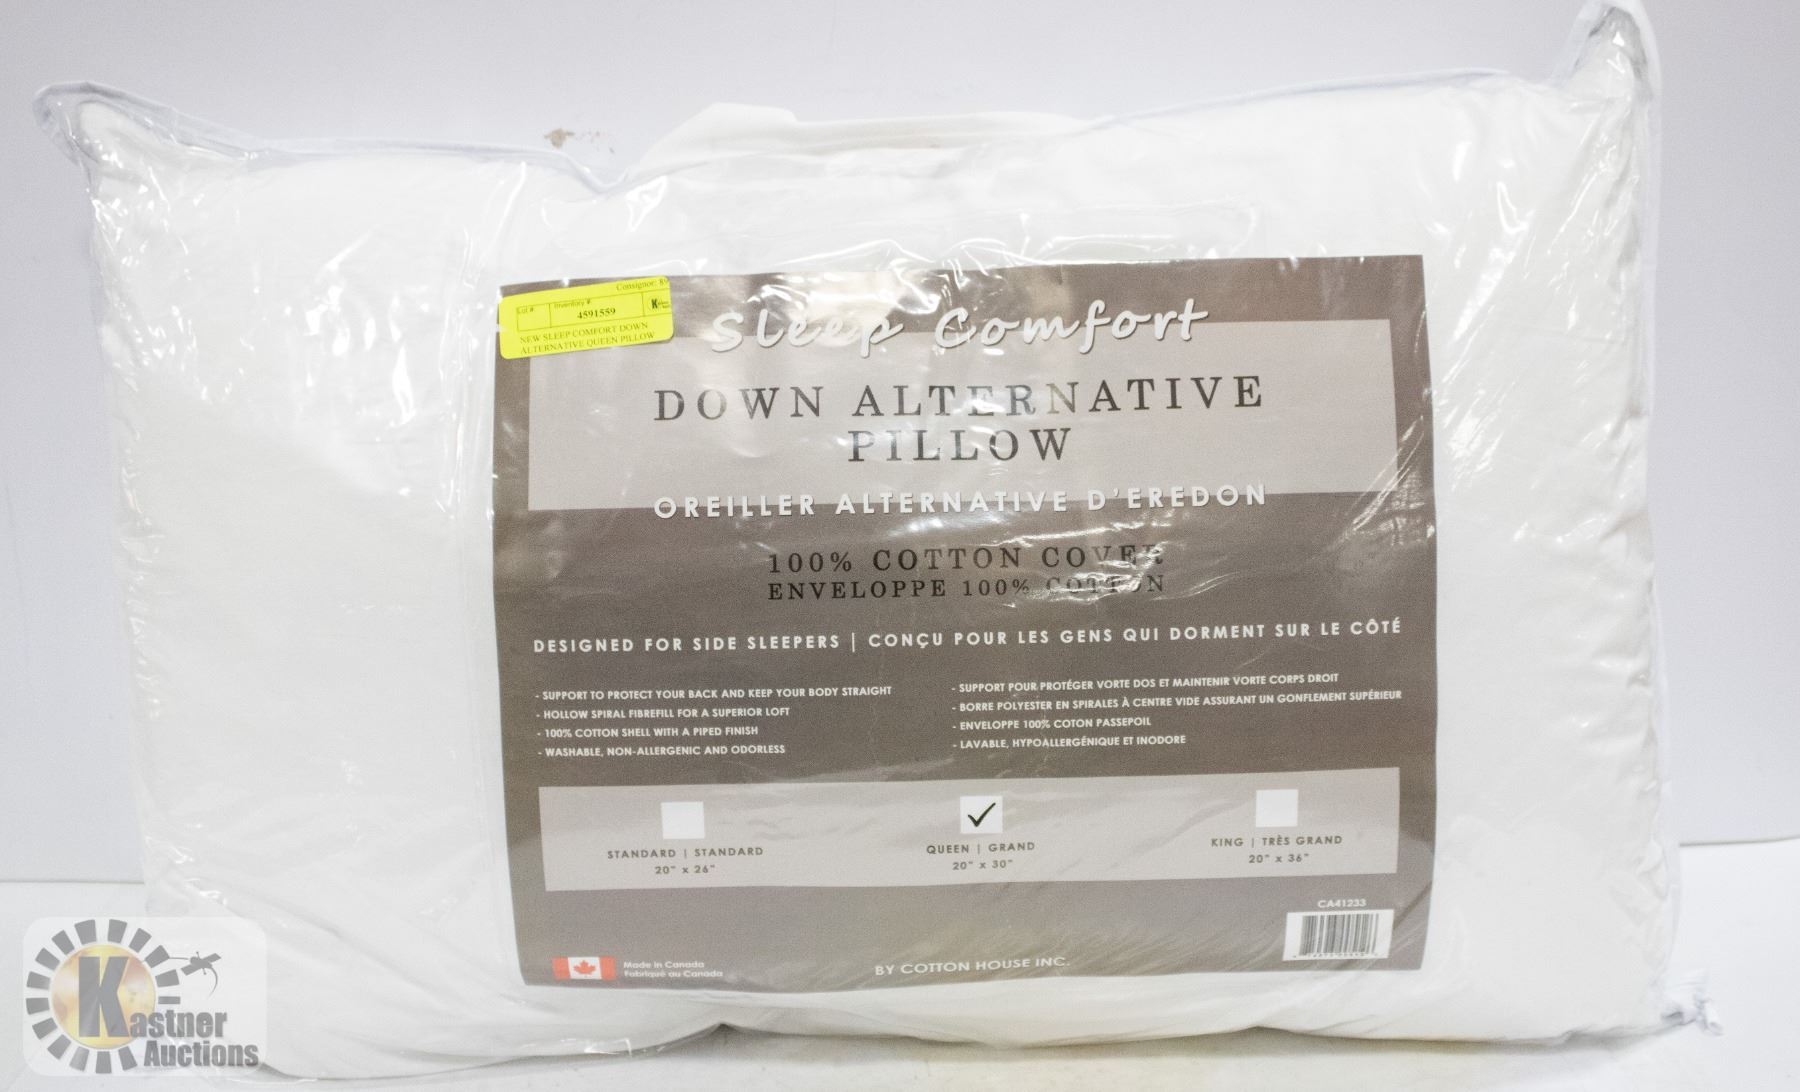 Consignor: 89
Lot #: Inventory #:
4591559
NEW SLEEP COMFORT DOWN
ALTERNATIVE QUEEN PILLOW
Sleep Comfort
DOWN ALTERNATIVE
PILLOW
OREILLER ALTERNATIVE D'EREDON
100% COTTON COVER
ENVELOPPE 100% COTTON
DESIGNED FOR SIDE SLEEPERS | CONÇU POUR LES GENS QUI DORMENT SUR LE CÔTÉ
- SUPPORT TO PROTECT YOUR BACK AND KEEP YOUR BODY STRAIGHT
- HOLLOW SPIRAL FIBREFILL FOR A SUPERIOR LOFT
- 100% COTTON SHELL WITH A PIPED FINISH
- WASHABLE, NON-ALLERGENIC AND ODORLESS
- SUPPORT POUR PROTÉGER VORTE DOS ET MAINTENIR VORTE CORPS DROIT
- BORRE POLYESTER EN SPIRALES À CENTRE VIDE ASSURANT UN GONFLEMENT SUPÉRIEUR
- ENVELOPPE 100% COTON PASSEPOIL
- LAVABLE, HYPOALLERGÉNIQUE ET INODORE
STANDARD | STANDARD
20" x 26"
QUEEN | GRAND
20" x 30"
KING | TRÈS GRAND
20" x 36"
CA41233
Made in Canada
Fabriqué au Canada
BY COTTON HOUSE INC.
Kastner
Auctions